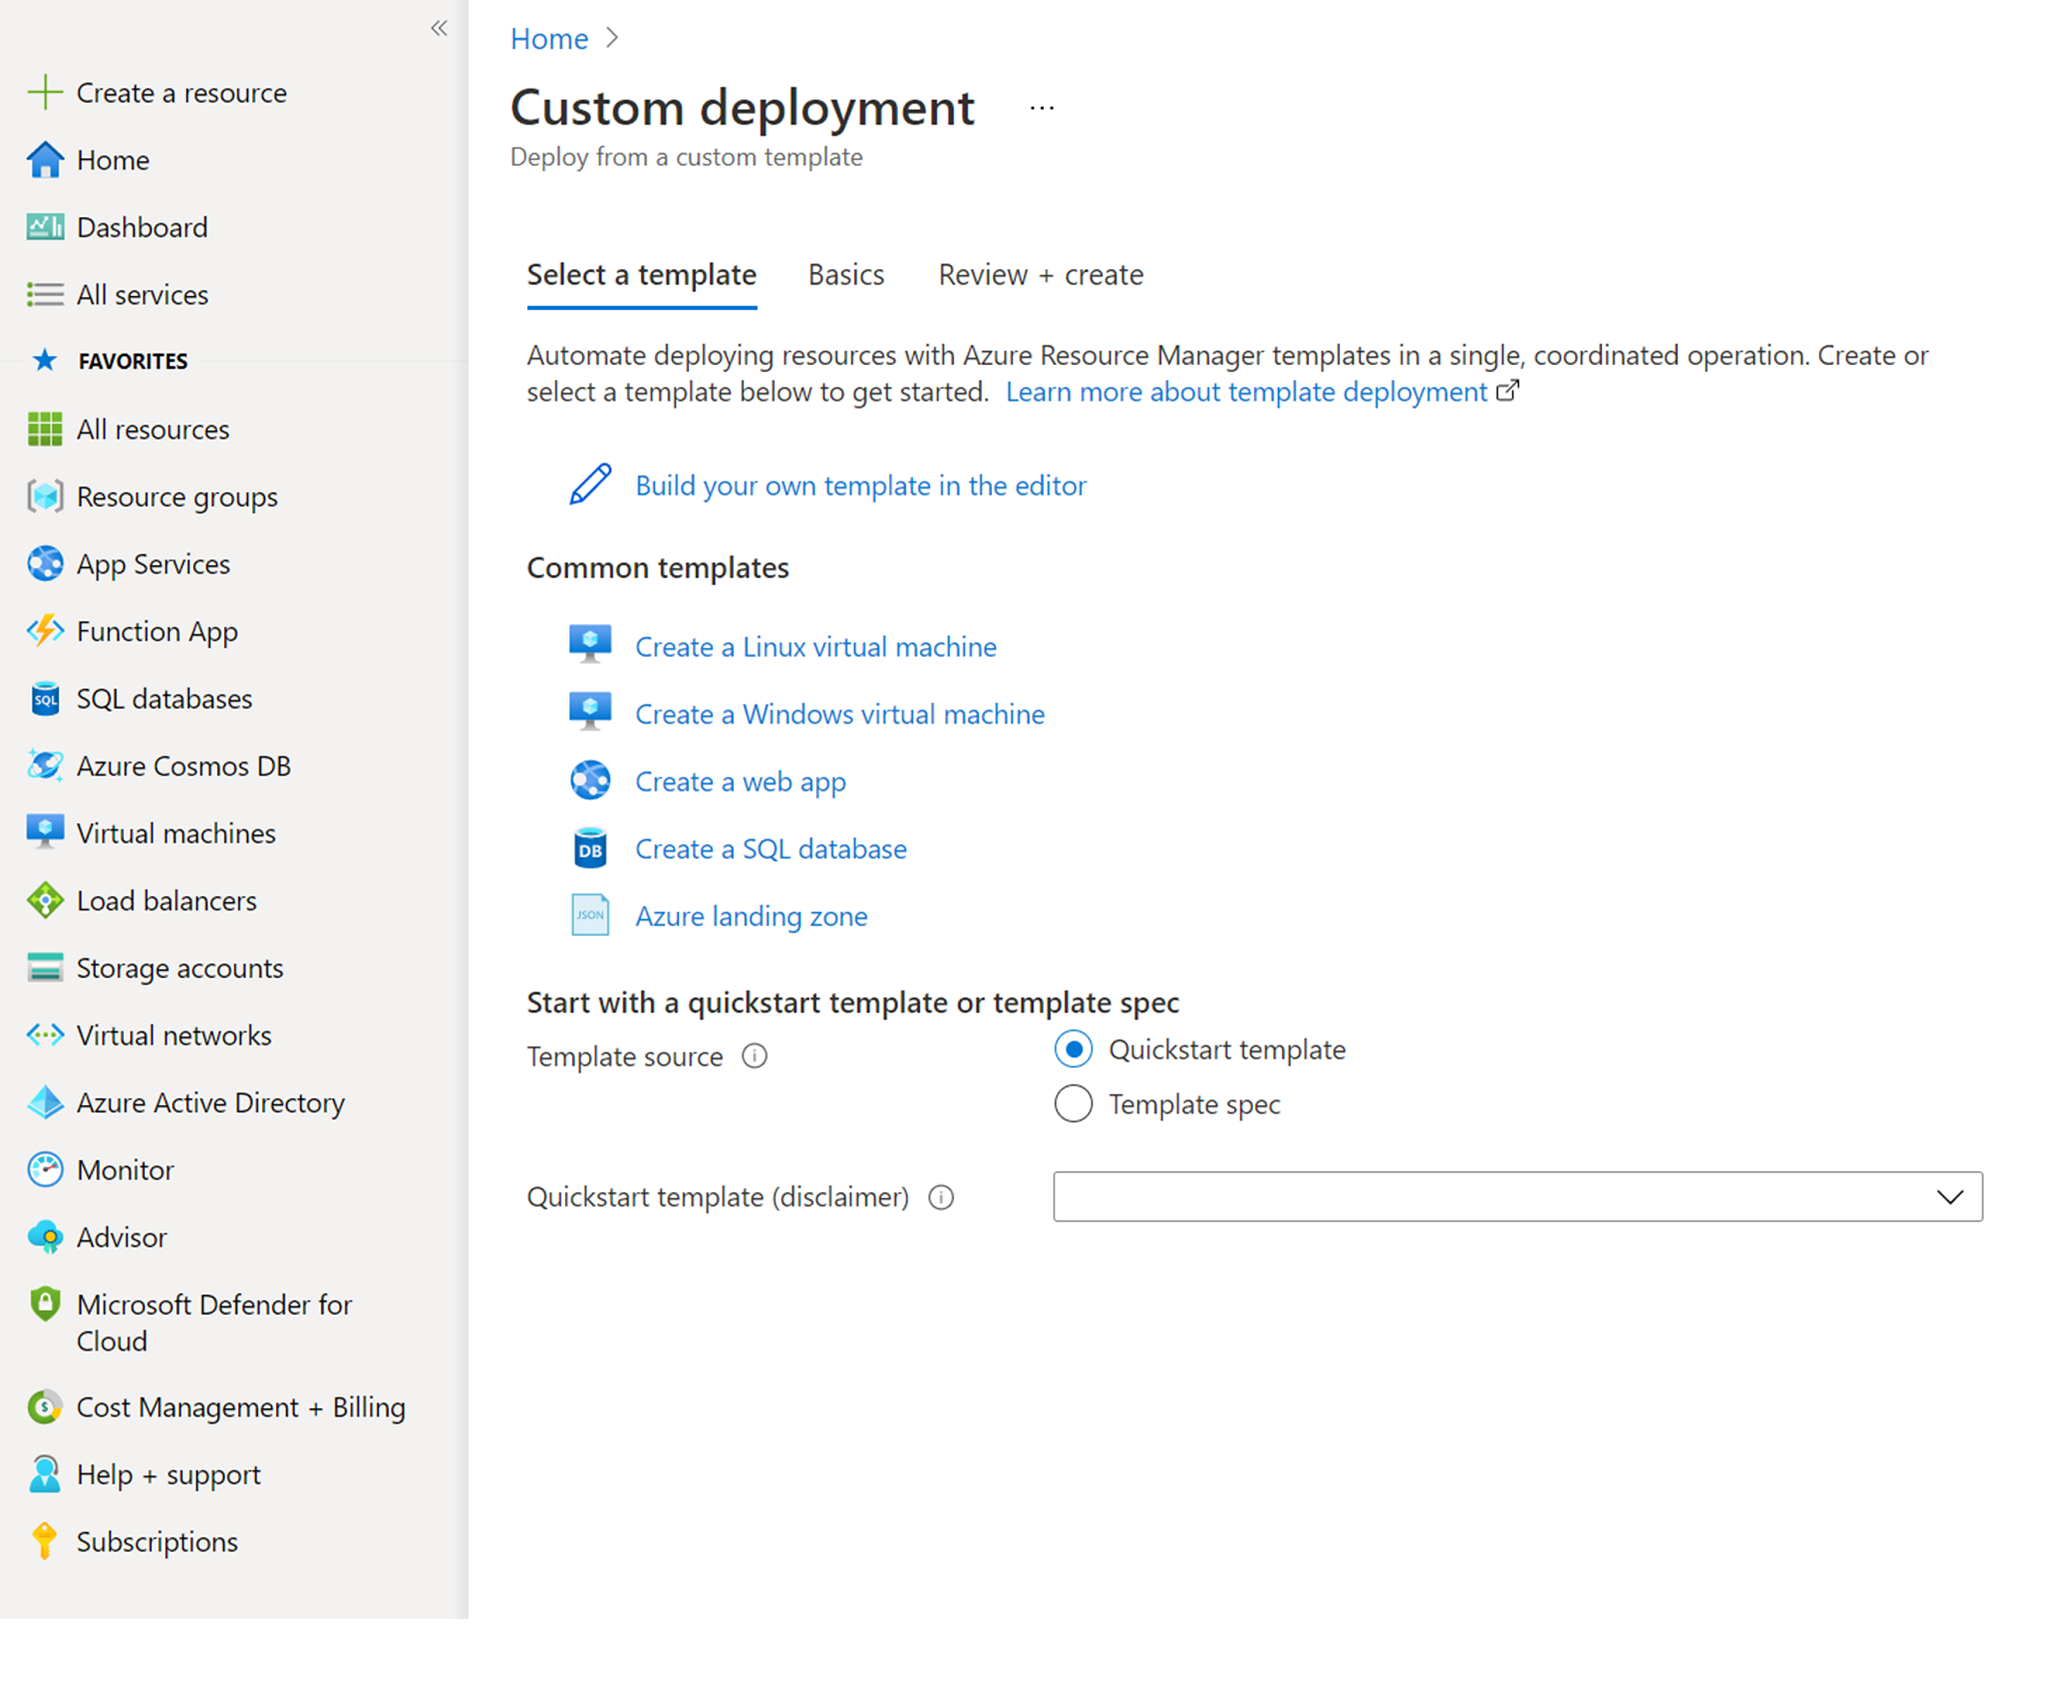 Create a resource
Home
Dashboard
All services
FAVORITES
All resources
Resource groups
App Services
Function App
SQL
SQL databases
Azure Cosmos DB
Virtual machines
Load balancers
Storage accounts
Virtual networks
Azure Active Directory
Monitor
Advisor
Microsoft Defender for
Cloud
Cost Management + Billing
Help + support
Subscriptions
Home
Custom deployment ...
Deploy from a custom template
Select a template Basics Review + create
Automate deploying resources with Azure Resource Manager templates in a single, coordinated operation. Create or
select a template below to get started. Learn more about template deployment
Build your own template in the editor
Common templates
Create a Linux virtual machine
Create a Windows virtual machine
Create a web app
DB Create a SQL database
JSON Azure landing zone
Start with a quickstart template or template spec
Template source Quickstart template
Template spec
Quickstart template (disclaimer)